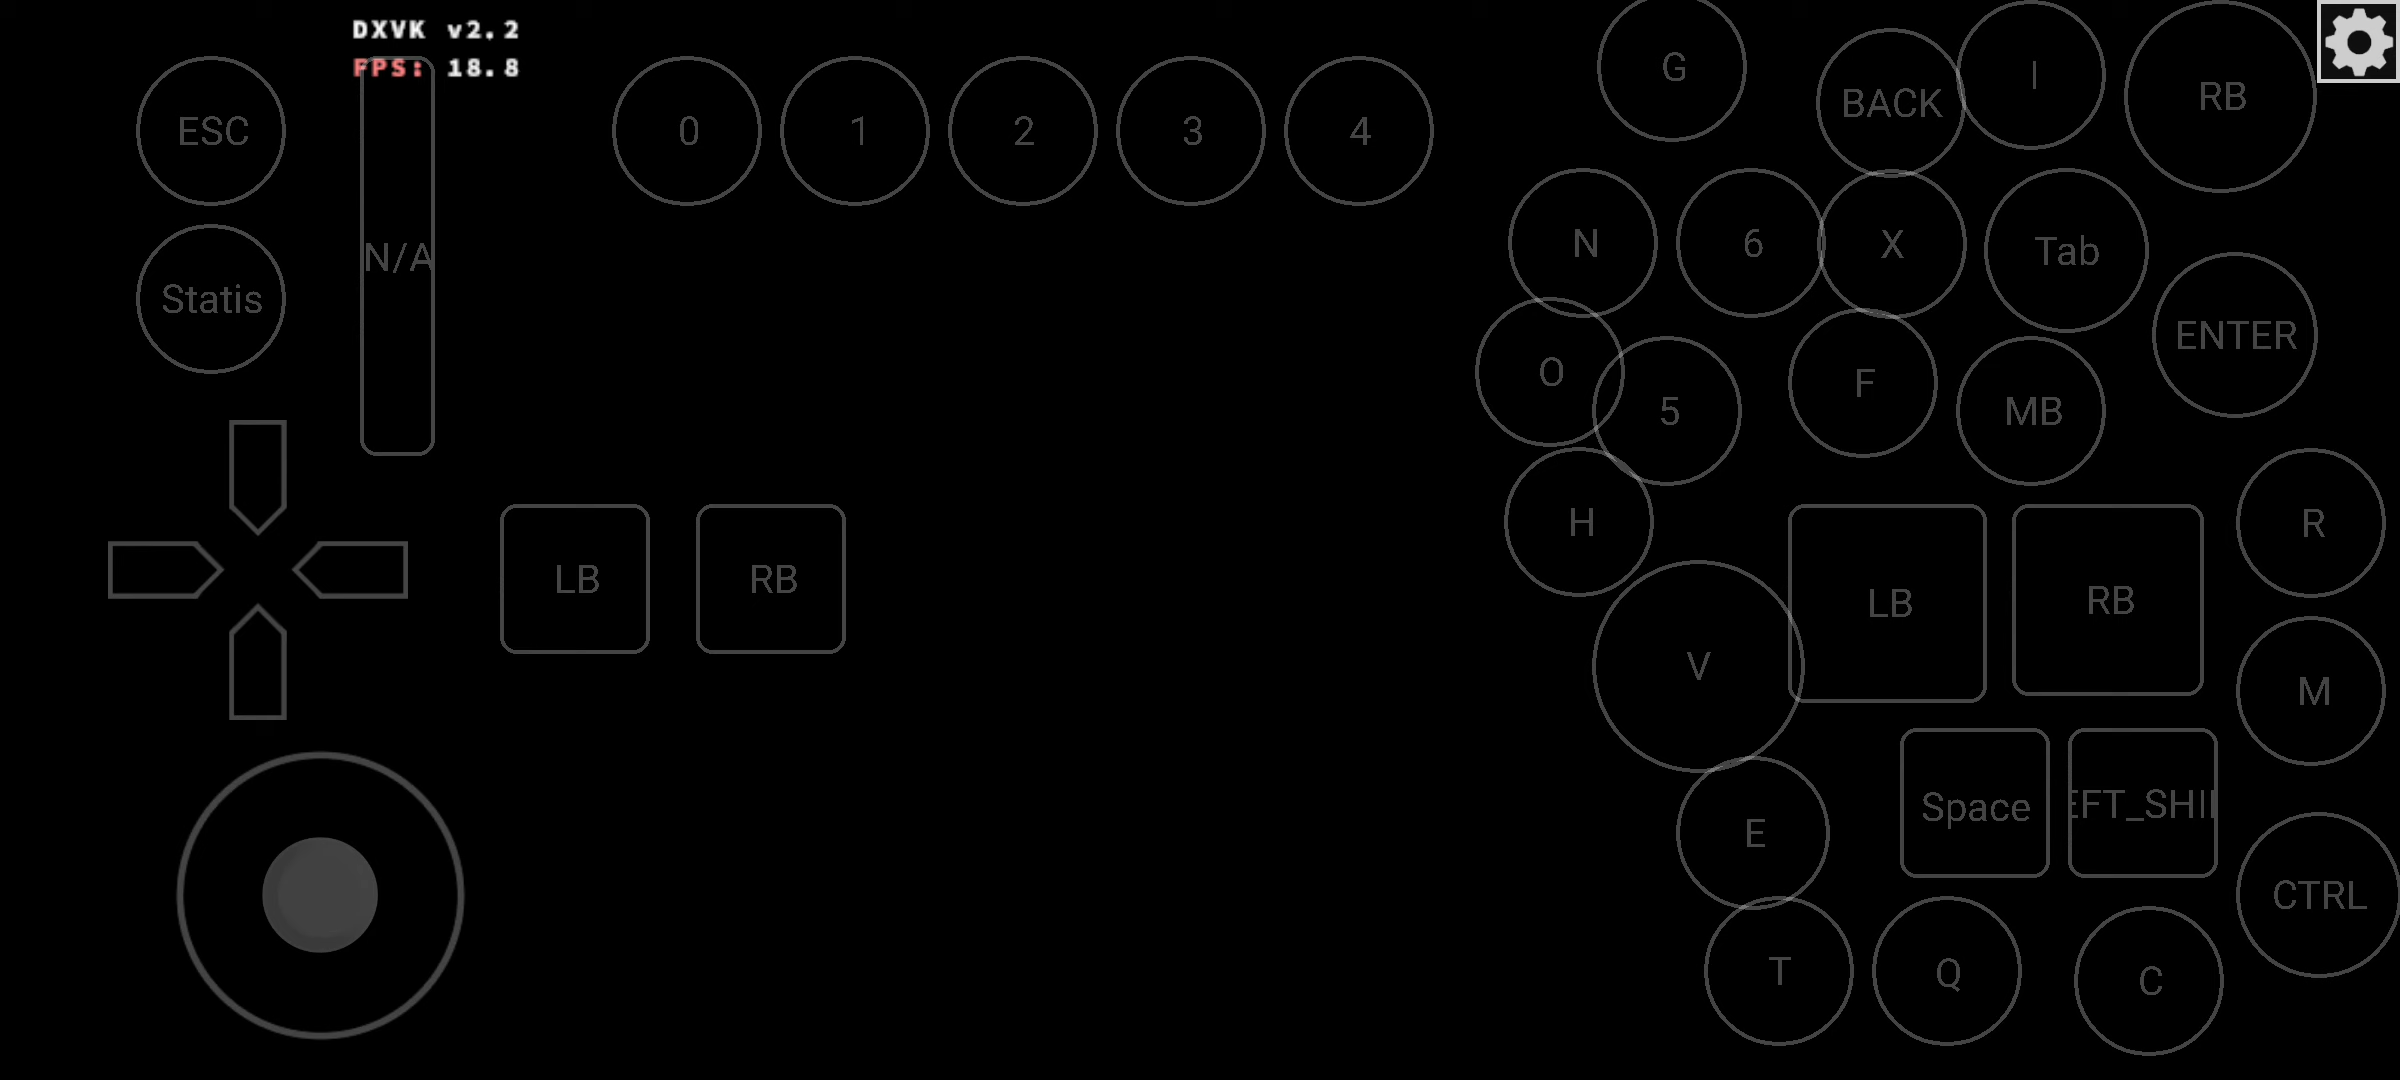 DXVK v2.2
FPS: 18.8
G
BACK
I
RB
ESC
0
1
2
3
4
N/A
N
6
X
Tab
Statis
ENTER
O
5
F
MB
H
R
LB
RB
LB
RB
V
M
E
Space
EFT_SHI
CTRL
T
Q
C